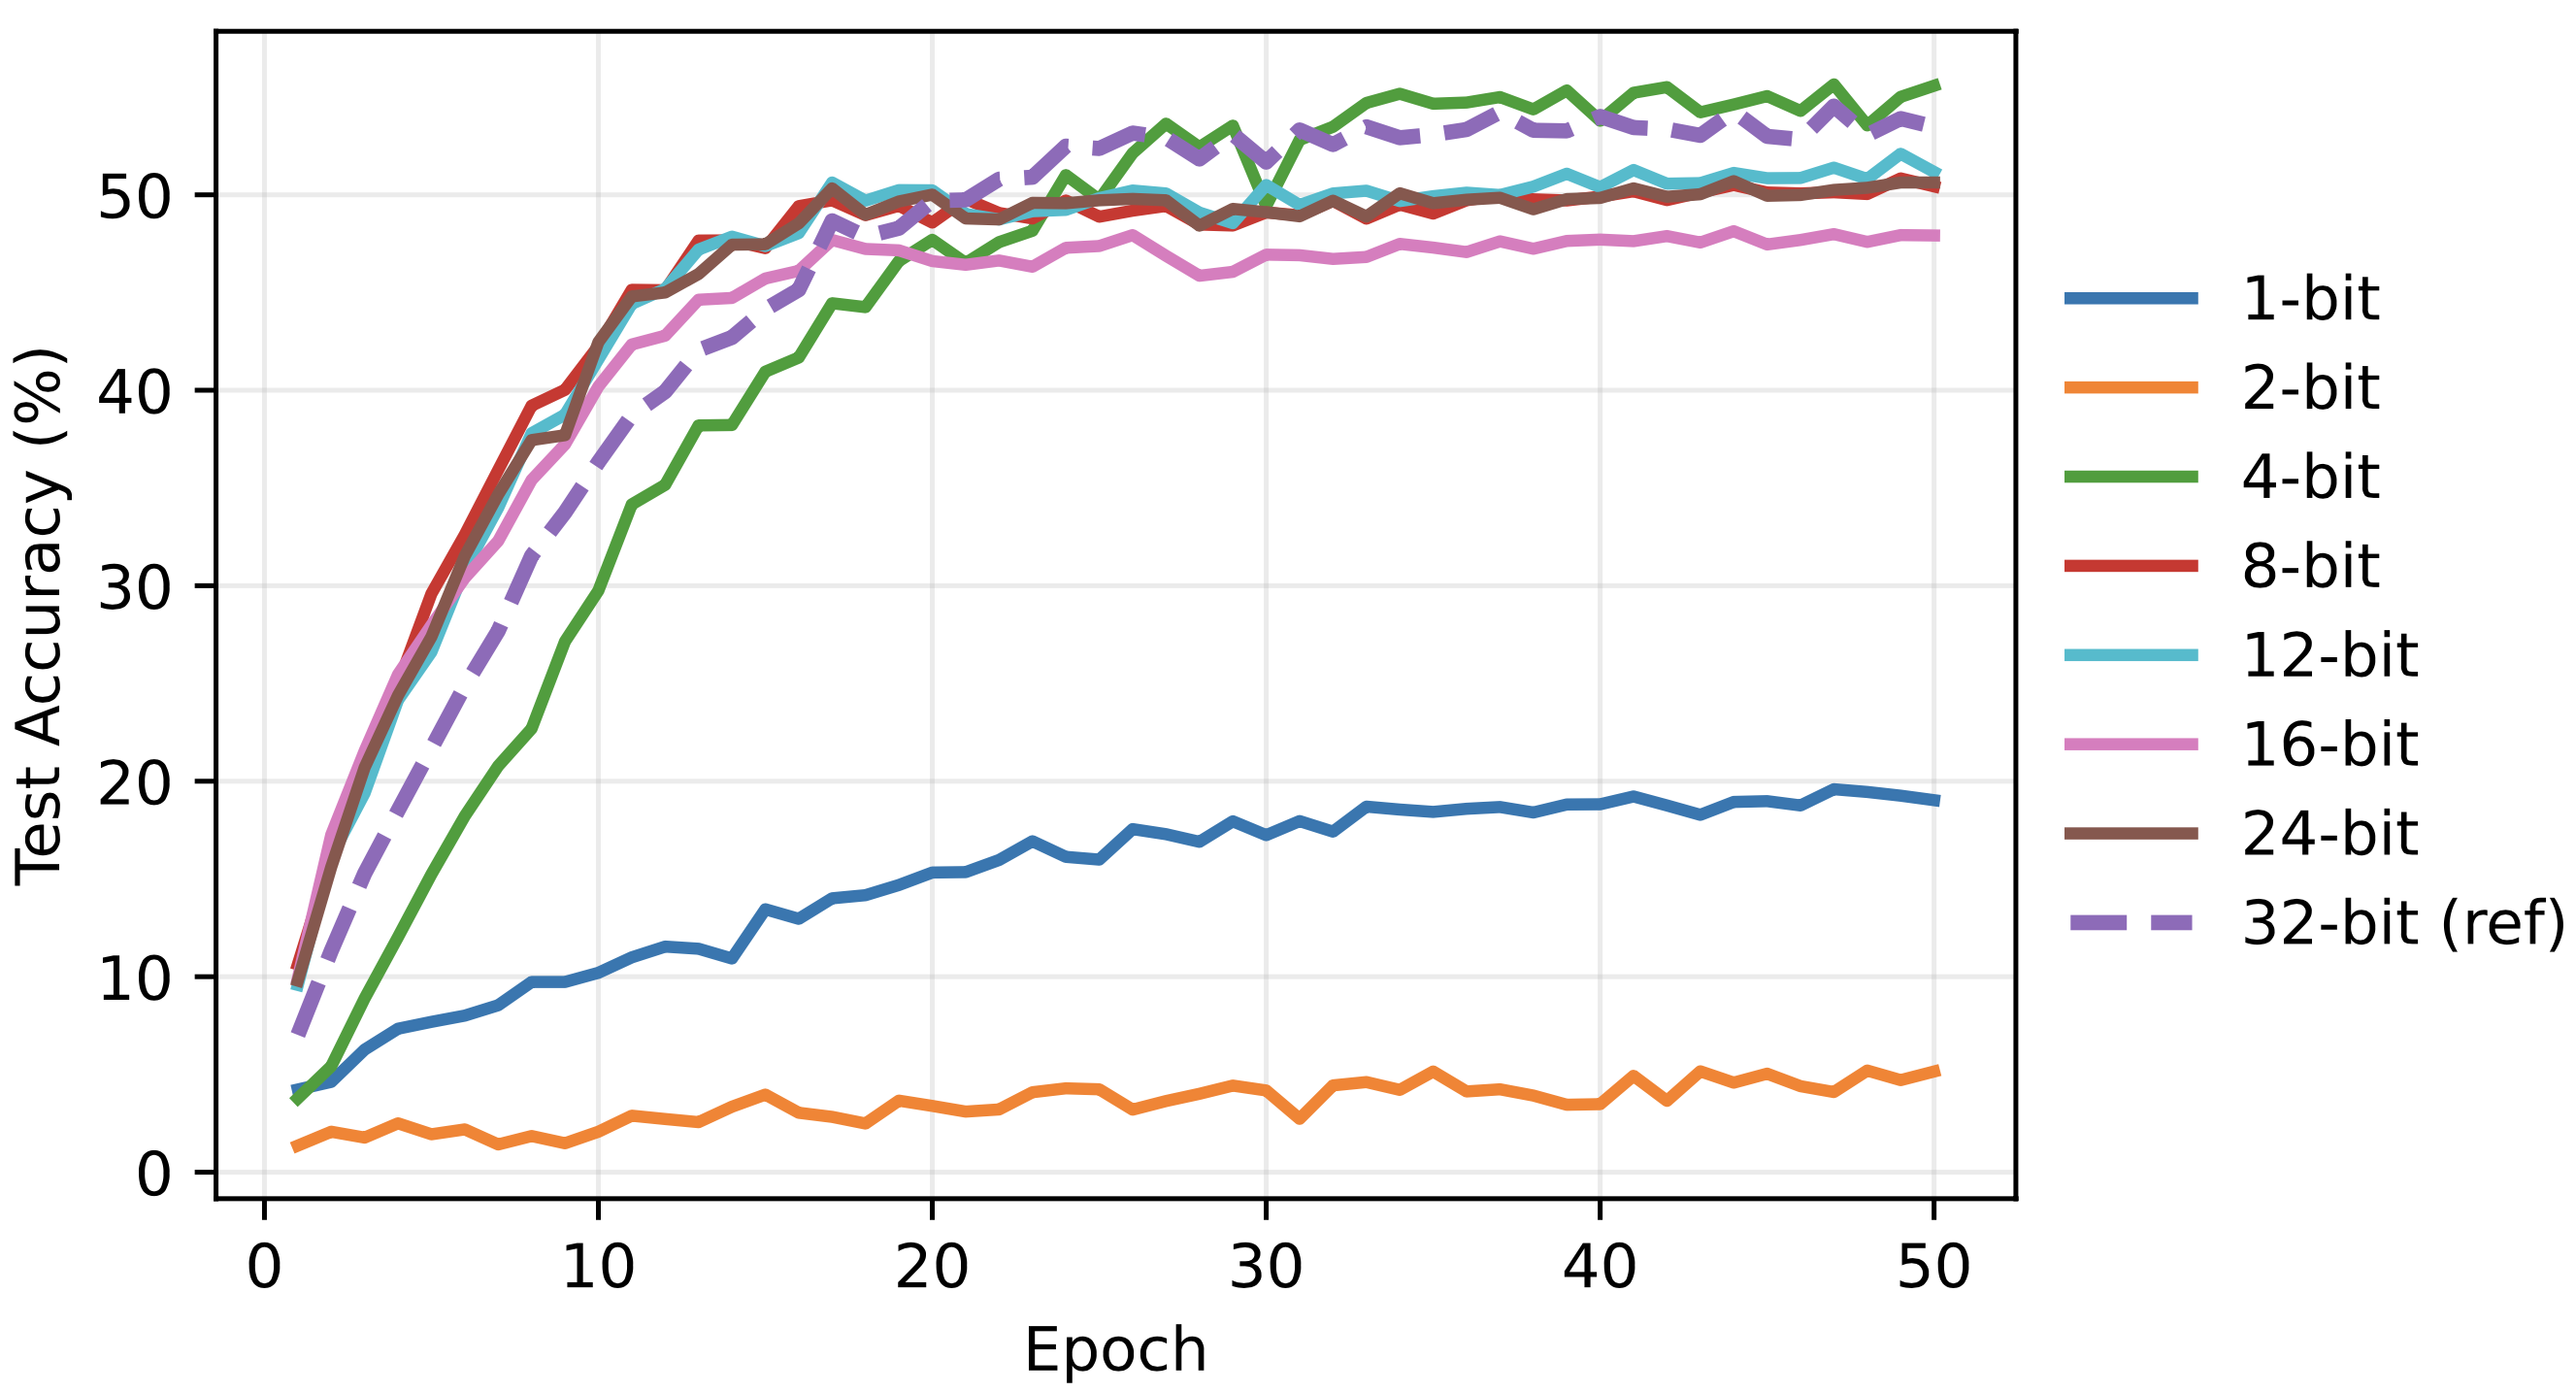 Test Accuracy (%)
50
40
30
20
10
0
0 10 20 30 40 50
Epoch
1-bit
2-bit
4-bit
8-bit
12-bit
16-bit
24-bit
32-bit (ref)